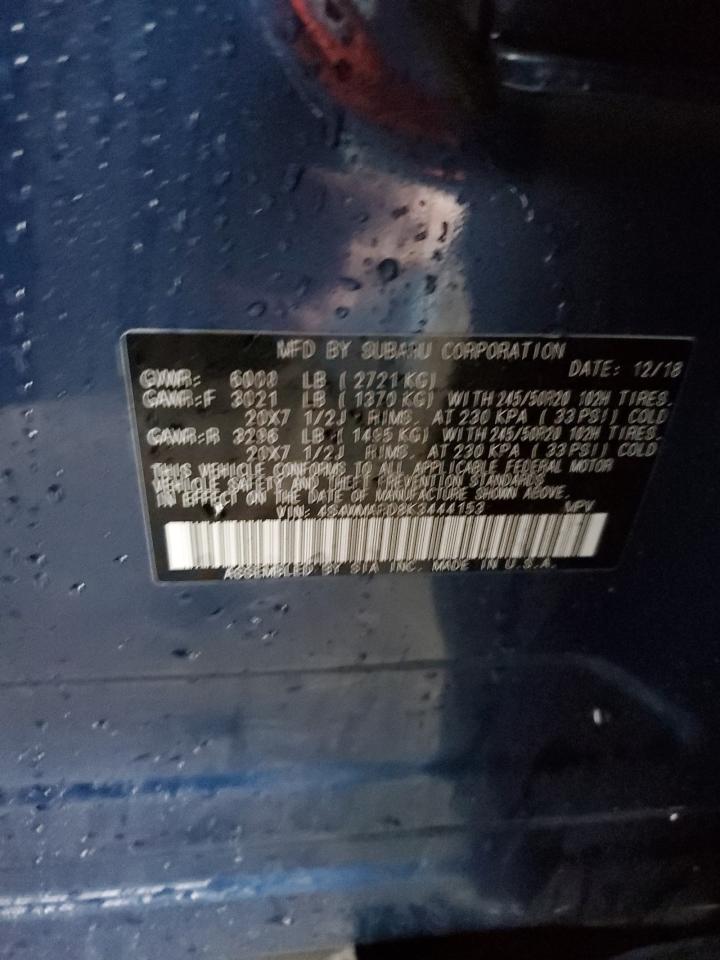 MFD BY SUBARU CORPORATION
DATE: 12/18
GVWR: 6000 LB ( 2721 KG)
GAWR:F 3021 LB ( 1370 KG) WITH 245/50R20 102H TIRES.
20X7 1/2J RIMS. AT 230 KPA ( 33 PSI) COLD
GAWR:R 3296 LB ( 1495 KG) WITH 245/50R20 102H TIRES.
20X7 1/2J RIMS. AT 230 KPA ( 33 PSI) COLD
THIS VEHICLE CONFORMS TO ALL APPLICABLE FEDERAL MOTOR
VEHICLE SAFETY AND THEFT PREVENTION STANDARDS
IN EFFECT ON THE DATE OF MANUFACTURE SHOWN ABOVE.
VIN: 4S4WMARD8K3444153 MPV
ASSEMBLED BY SIA INC. MADE IN U.S.A.